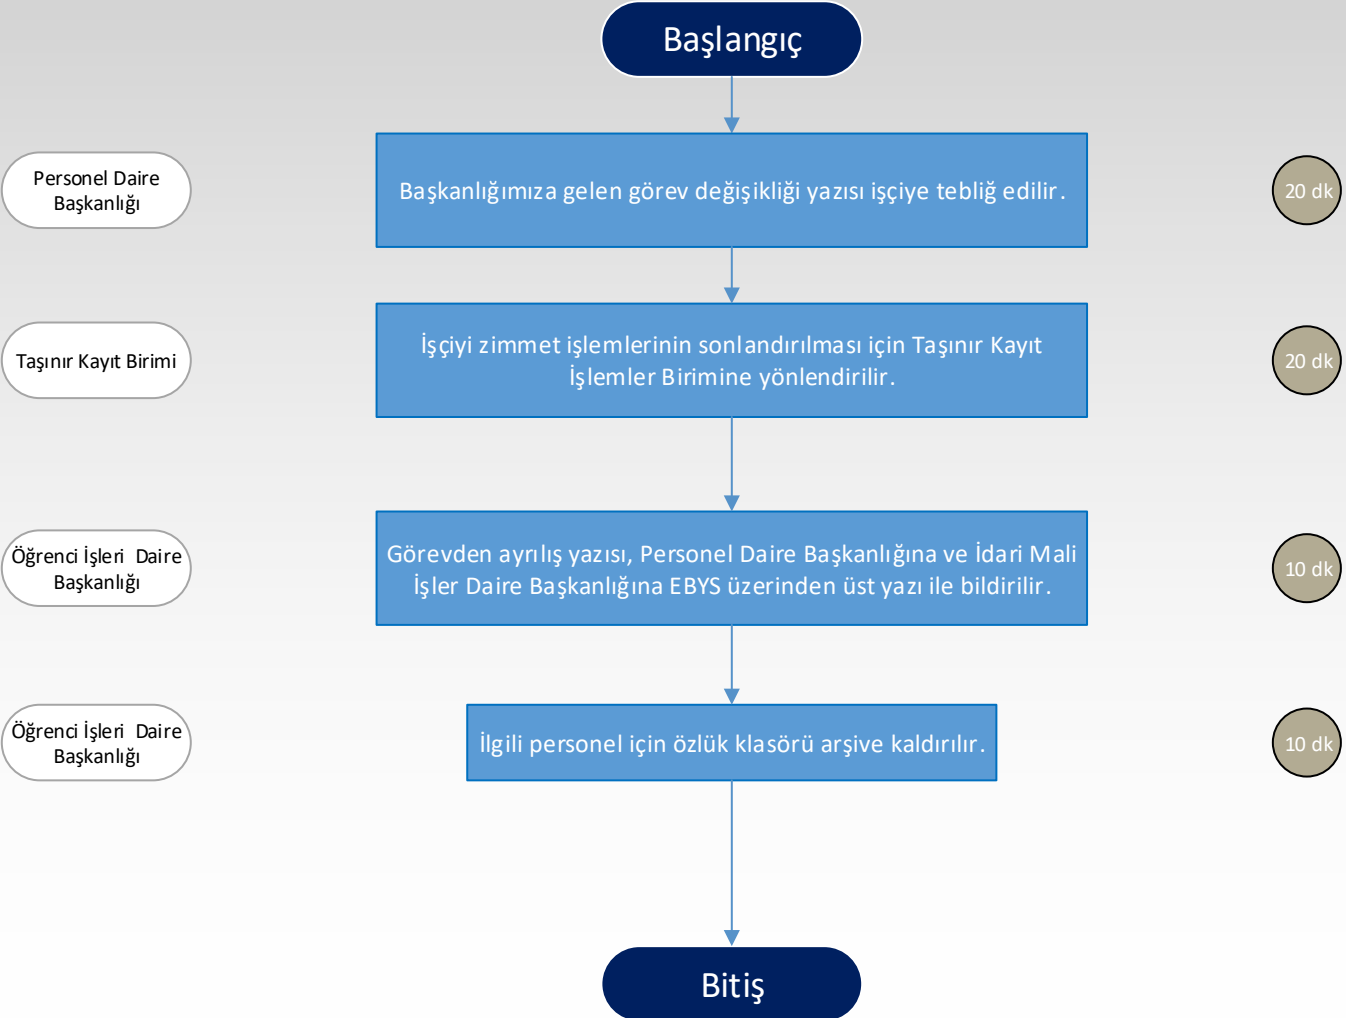 Başlangıç
Personel Daire
Başkanlığı
Başkanlığımıza gelen görev değişikliği yazısı işçiye tebliğ edilir.
20 dk
Taşınır Kayıt Birimi
İşçiyi zimmet işlemlerinin sonlandırılması için Taşınır Kayıt
İşlemler Birimine yönlendirilir.
20 dk
Öğrenci İşleri Daire
Başkanlığı
Görevden ayrılış yazısı, Personel Daire Başkanlığına ve İdari Mali
İşler Daire Başkanlığına EBYS üzerinden üst yazı ile bildirilir.
10 dk
Öğrenci İşleri Daire
Başkanlığı
İlgili personel için özlük klasörü arşive kaldırılır.
10 dk
Bitiş